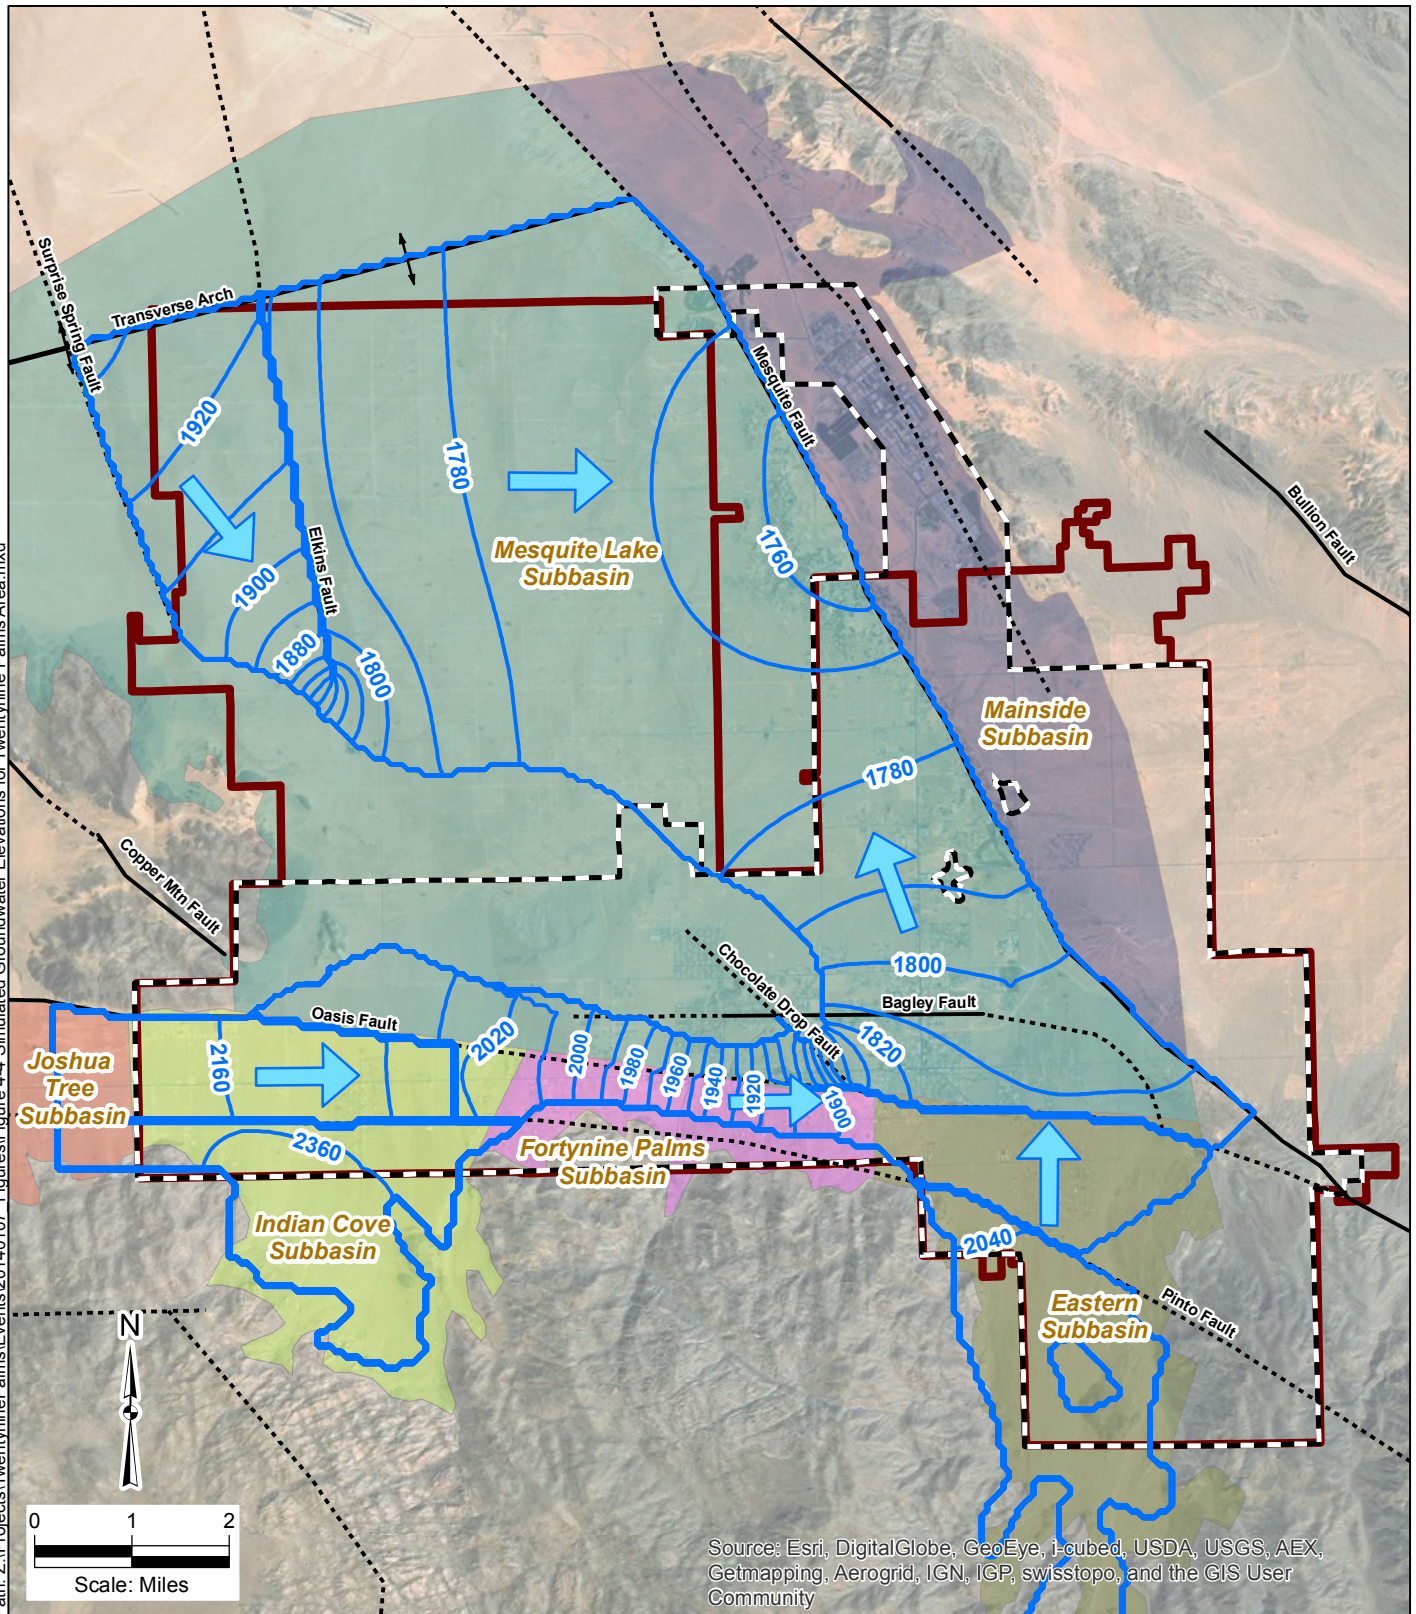 Surprise Spring Fault
Transverse Arch
1920
1780
Mesquite Fault
Elkins Fault
Mesquite Lake
Subbasin
1760
Bullion Fault
1900
1880
1800
Mainside
Subbasin
1780
Copper Mtn Fault
Chocolate Drop Fault
1800
Bagley Fault
Oasis Fault
2020
2000
1980
1960
1940
1920
1900
1820
Joshua
Tree
Subbasin
2160
2360
Fortynine Palms
Subbasin
Indian Cove
Subbasin
2040
Eastern
Subbasin
Pinto Fault
N
0 1 2
Scale: Miles
Source: Esri, DigitalGlobe, GeoEye, i-cubed, USDA, USGS, AEX,
Getmapping, Aerogrid, IGN, IGP, swisstopo, and the GIS User
Community